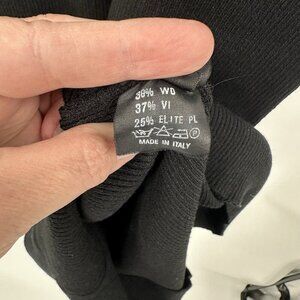 38% WO
37% VI
25% ELITE PL
P
MADE IN ITALY